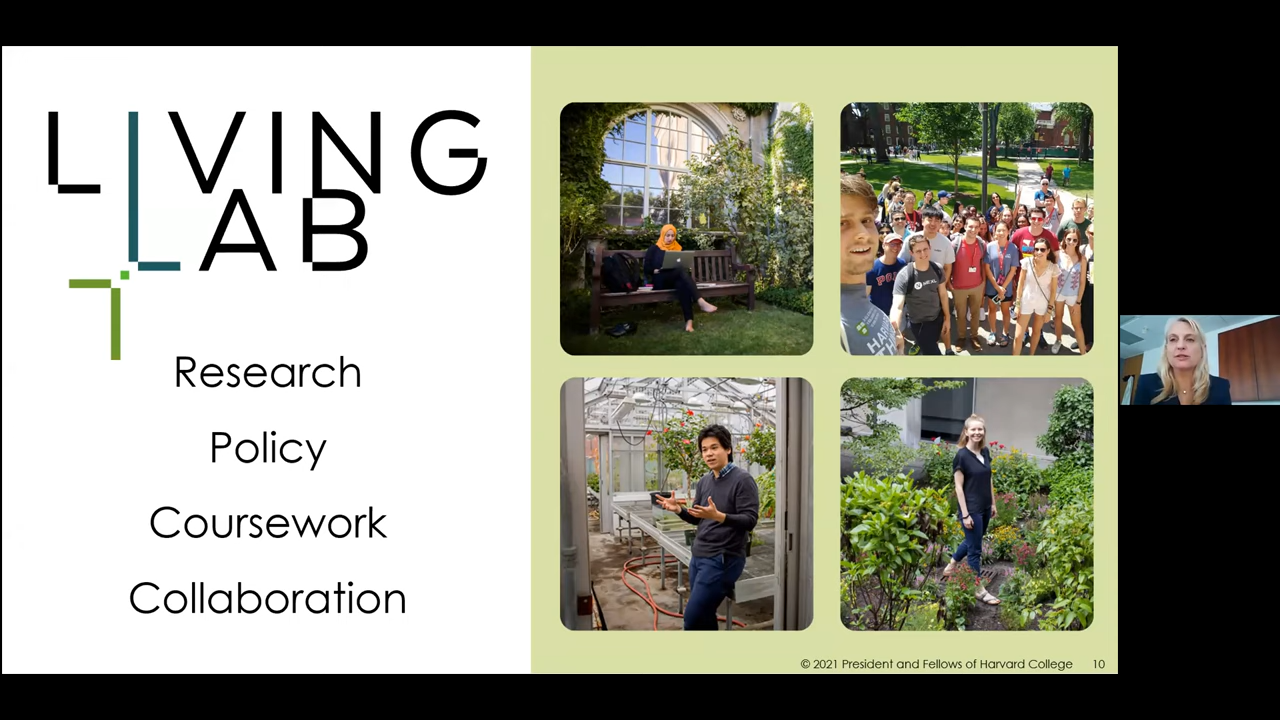 LIVING
LAB
Research
Policy
Coursework
Collaboration
© 2021 President and Fellows of Harvard College 10